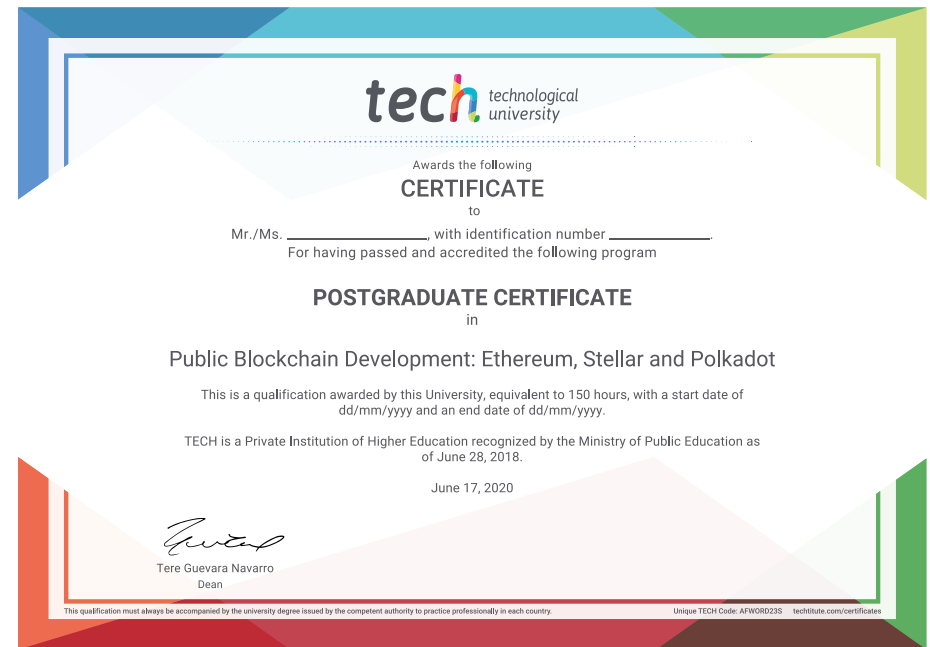 tech technological
university
Awards the following
CERTIFICATE
to
Mr./Ms. ____________________, with identification number ______________.
For having passed and accredited the following program
POSTGRADUATE CERTIFICATE
in
Public Blockchain Development: Ethereum, Stellar and Polkadot
This is a qualification awarded by this University, equivalent to 150 hours, with a start date of
dd/mm/yyyy and an end date of dd/mm/yyyy.
TECH is a Private Institution of Higher Education recognized by the Ministry of Public Education as
of June 28, 2018.
June 17, 2020
Tere Guevara Navarro
Dean
This qualification must always be accompanied by the university degree issued by the competent authority to practice professionally in each country.
Unique TECH Code: AFWORD23S techtitute.com/certificates